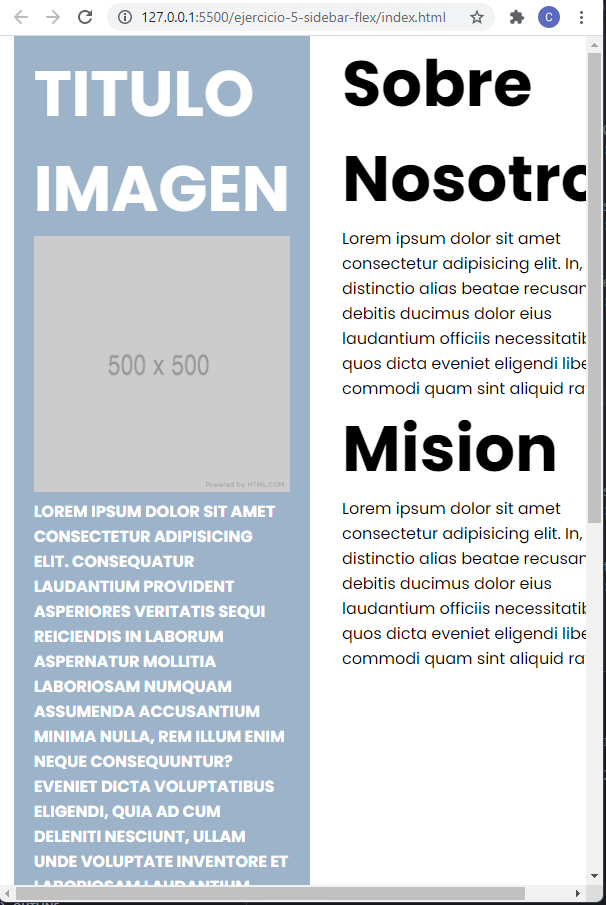 127.0.0.1:5500/ejercicio-5-sidebar-flex/index.html
C
TITULO
IMAGEN
500 x 500
Powered by HTML.COM
LOREM IPSUM DOLOR SIT AMET
CONSECTETUR ADIPISICING
ELIT. CONSEQUATUR
LAUDANTIUM PROVIDENT
ASPERIORES VERITATIS SEQUI
REICIENDIS IN LABORUM
ASPERNATUR MOLLITIA
LABORIOSAM NUMQUAM
ASSUMENDA ACCUSANTIUM
MINIMA NULLA, REM ILLUM ENIM
NEQUE CONSEQUUNTUR?
EVENIET DICTA VOLUPTATIBUS
ELIGENDI, QUIA AD CUM
DELENITI NESCIUNT, ULLAM
UNDE VOLUPTATE INVENTORE ET
LABORIOSAM LAUDANTIUM
Sobre
Nosotro
Lorem ipsum dolor sit amet
consectetur adipisicing elit. In,
distinctio alias beatae recusan
debitis ducimus dolor eius
laudantium officiis necessitatib
quos dicta eveniet eligendi libe
commodi quam sint aliquid ra
Mision
Lorem ipsum dolor sit amet
consectetur adipisicing elit. In,
distinctio alias beatae recusan
debitis ducimus dolor eius
laudantium officiis necessitatib
quos dicta eveniet eligendi libe
commodi quam sint aliquid ra
OUTLINE